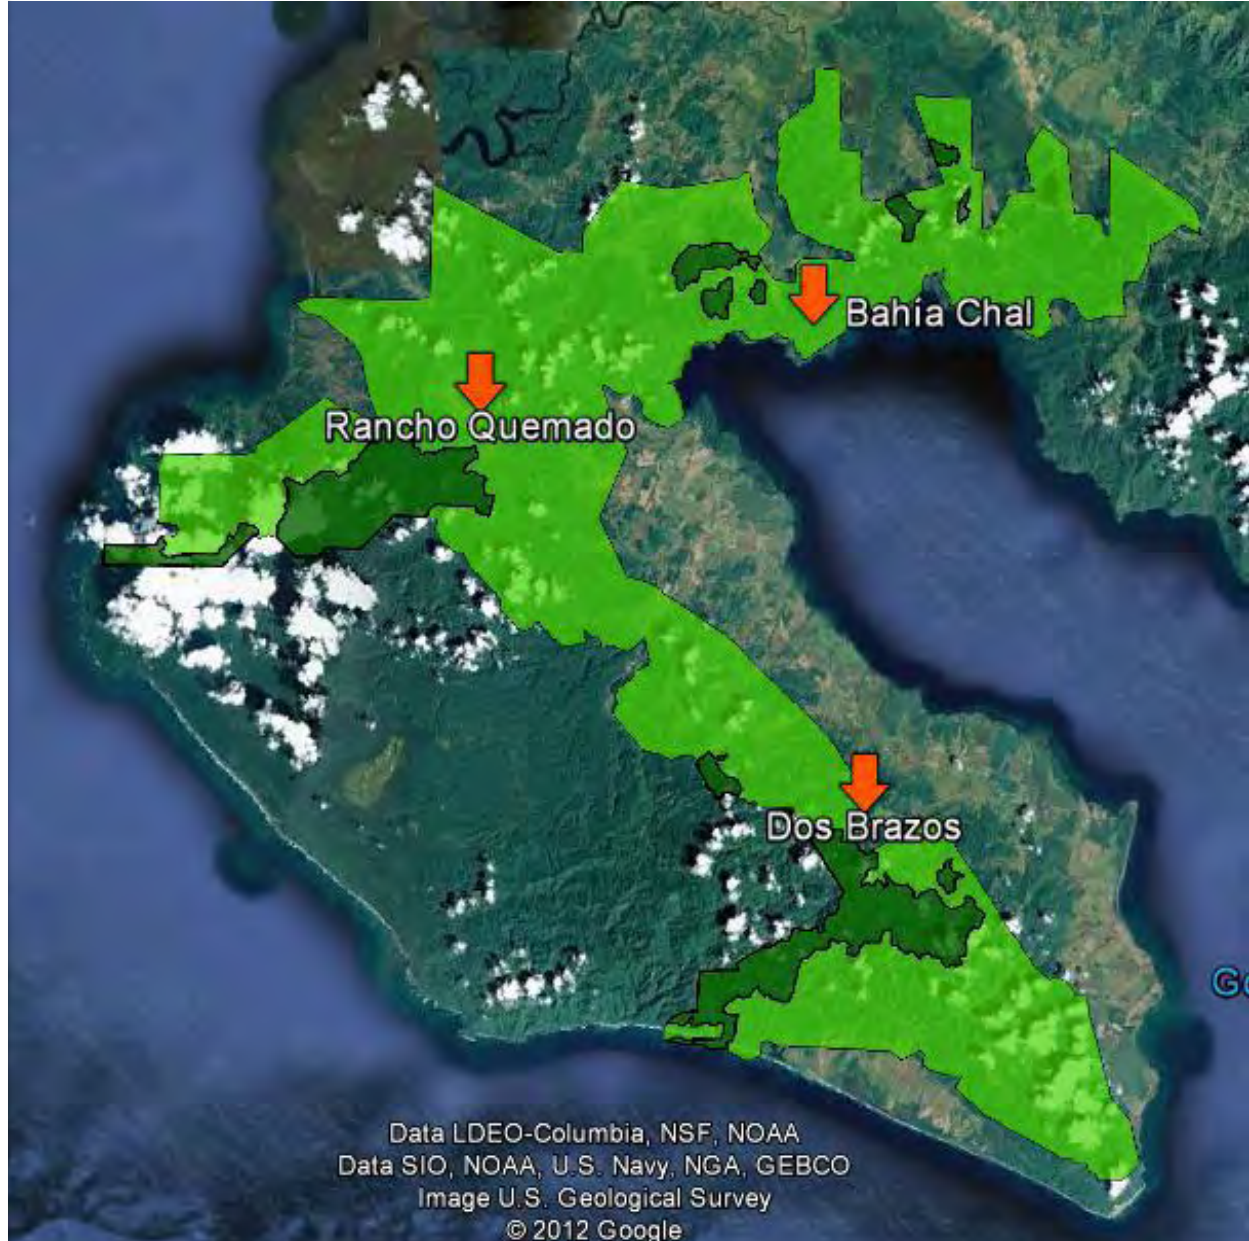 Bahía Chal
Rancho Quemado
Dos Brazos
Data LDEO-Columbia, NSF, NOAA
Data SIO, NOAA, U.S. Navy, NGA, GEBCO
Image U.S. Geological Survey
© 2012 Google